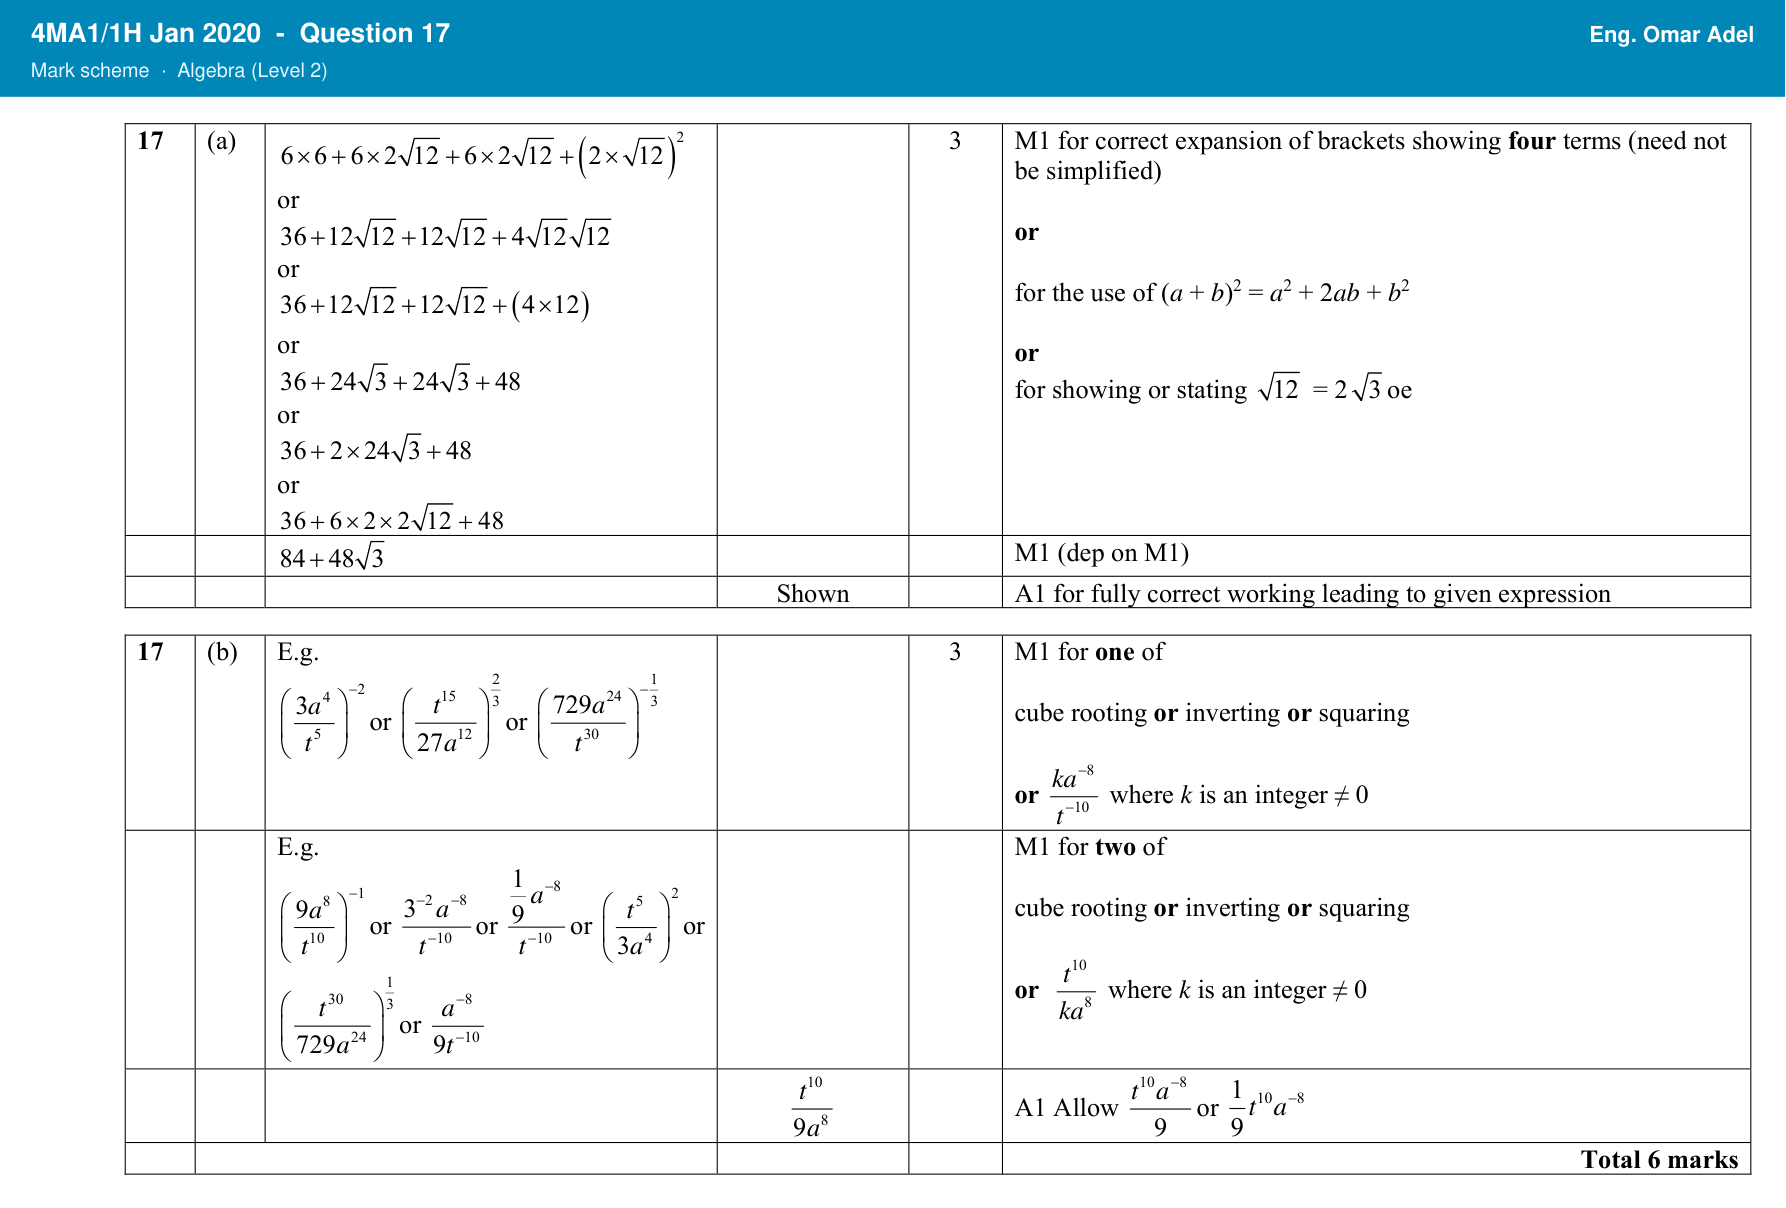 4MA1/1H Jan 2020 - Question 17
Eng. Omar Adel
Mark scheme · Algebra (Level 2)
17 (a) 6×6+6×2√12+6×2√12+(2×√12)² 3 M1 for correct expansion of brackets showing four terms (need not
be simplified)
or
36+12√12+12√12+4√12√12
or
or
36+12√12+12√12+(4×12)
for the use of (a + b)² = a² + 2ab + b²
or
or
36+24√3+24√3+48
for showing or stating √12 = 2√3 oe
or
36+2×24√3+48
or
36+6×2×2√12+48
84+48√3 M1 (dep on M1)
Shown A1 for fully correct working leading to given expression
17 (b) E.g. 3 M1 for one of
(3a⁴/t⁵)⁻² or (t¹⁵/27a¹²)^(2/3) or (729a²⁴/t³⁰)^(-1/3)
cube rooting or inverting or squaring
or ka⁻⁸/t⁻¹⁰ where k is an integer ≠ 0
E.g. M1 for two of
(9a⁸/t¹⁰)⁻¹ or 3⁻²a⁻⁸/t⁻¹⁰ or (1/9)a⁻⁸/t⁻¹⁰ or (t⁵/3a⁴)² or
cube rooting or inverting or squaring
(t³⁰/729a²⁴)^(1/3) or a⁻⁸/9t⁻¹⁰
or t¹⁰/ka⁸ where k is an integer ≠ 0
t¹⁰/9a⁸ A1 Allow t¹⁰a⁻⁸/9 or 1/9 t¹⁰a⁻⁸
Total 6 marks